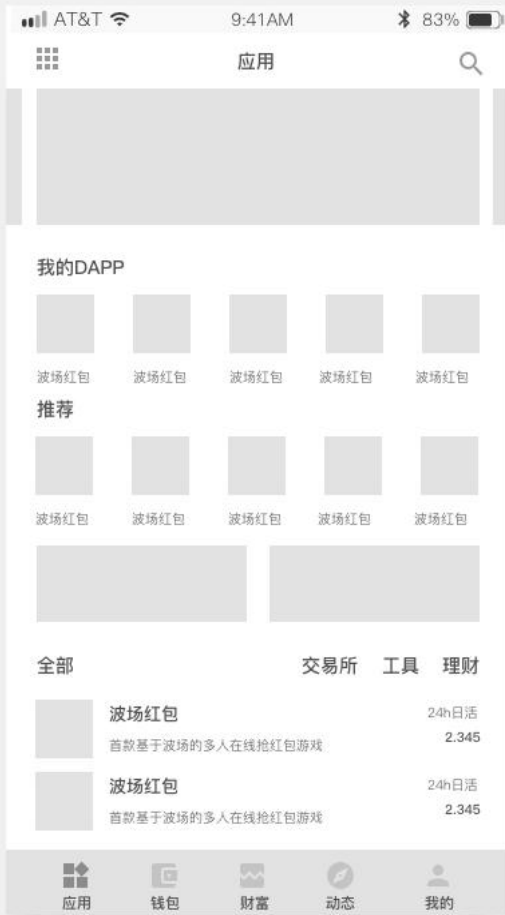 AT&T 9:41AM 83%
应用
我的DAPP
波场红包 波场红包 波场红包 波场红包 波场红包
推荐
波场红包 波场红包 波场红包 波场红包 波场红包
全部 交易所 工具 理财
波场红包 24h日活
首款基于波场的多人在线抢红包游戏 2.345
波场红包 24h日活
首款基于波场的多人在线抢红包游戏 2.345
应用 钱包 财富 动态 我的